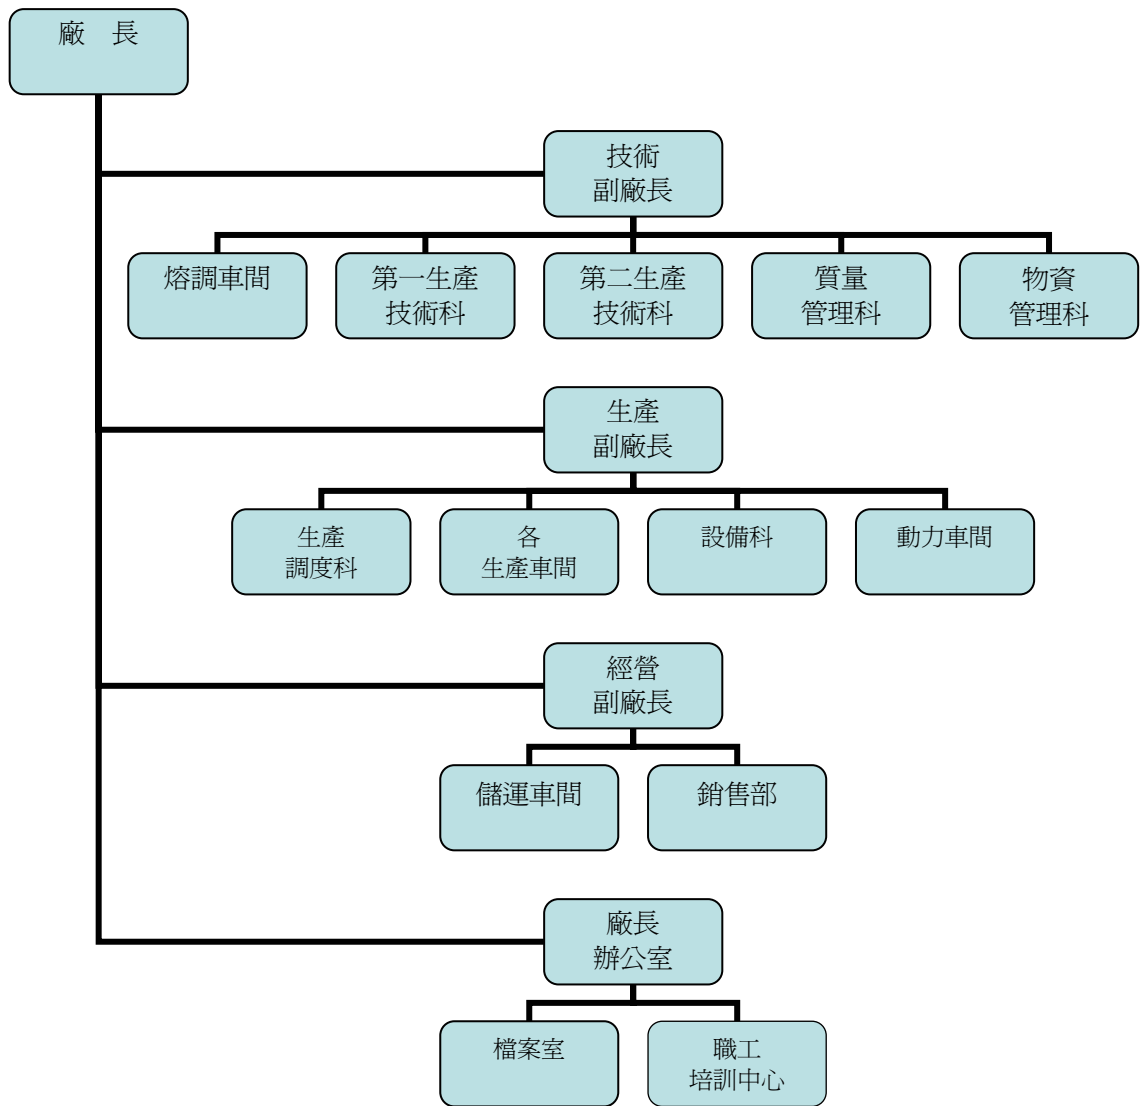 廠　長
技術
副廠長
熔調車間
第一生產
技術科
第二生產
技術科
質量
管理科
物資
管理科
生產
副廠長
生產
調度科
各
生產車間
設備科
動力車間
經營
副廠長
儲運車間
銷售部
廠長
辦公室
檔案室
職工
培訓中心